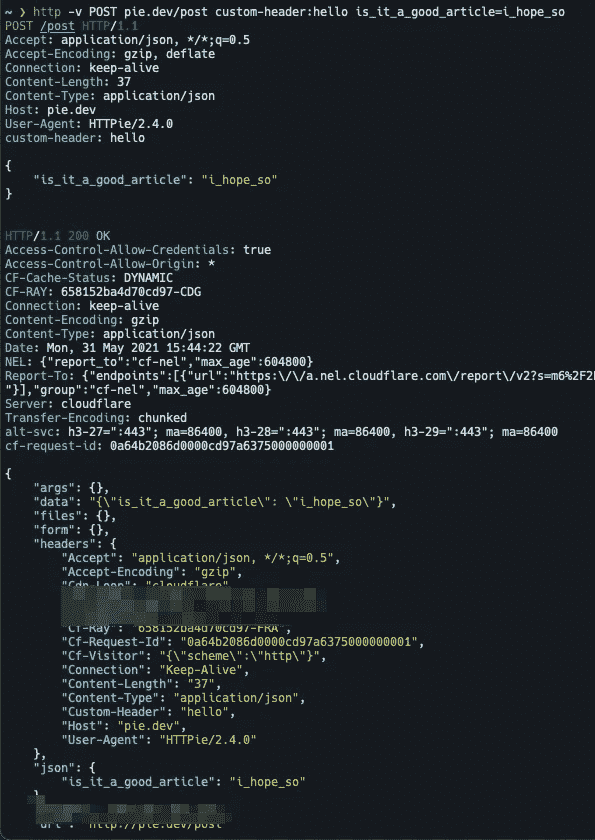 ~ ❯ http -v POST pie.dev/post custom-header:hello is_it_a_good_article=i_hope_so
POST /post HTTP/1.1
Accept: application/json, */*;q=0.5
Accept-Encoding: gzip, deflate
Connection: keep-alive
Content-Length: 37
Content-Type: application/json
Host: pie.dev
User-Agent: HTTPie/2.4.0
custom-header: hello
{
"is_it_a_good_article": "i_hope_so"
}
HTTP/1.1 200 OK
Access-Control-Allow-Credentials: true
Access-Control-Allow-Origin: *
CF-Cache-Status: DYNAMIC
CF-RAY: 658152ba4d70cd97-CDG
Connection: keep-alive
Content-Encoding: gzip
Content-Type: application/json
Date: Mon, 31 May 2021 15:44:22 GMT
NEL: {"report_to":"cf-nel","max_age":604800}
Report-To: {"endpoints":[{"url":"https:\/\/a.nel.cloudflare.com\/report\/v2?s=m6%2F2
"}],"group":"cf-nel","max_age":604800}
Server: cloudflare
Transfer-Encoding: chunked
alt-svc: h3-27=":443"; ma=86400, h3-28=":443"; ma=86400, h3-29=":443"; ma=86400
cf-request-id: 0a64b2086d0000cd97a6375000000001
{
"args": {},
"data": "{\"is_it_a_good_article\": \"i_hope_so\"}",
"files": {},
"form": {},
"headers": {
"Accept": "application/json, */*;q=0.5",
"Accept-Encoding": "gzip",
"Cdn-Loop": "cloudflare"
"Cf-Ray": "658152ba4d70cd97-FRA",
"Cf-Request-Id": "0a64b2086d0000cd97a6375000000001",
"Cf-Visitor": "{\"scheme\":\"http\"}",
"Connection": "Keep-Alive",
"Content-Length": "37",
"Content-Type": "application/json",
"Custom-Header": "hello",
"Host": "pie.dev",
"User-Agent": "HTTPie/2.4.0"
},
"json": {
"is_it_a_good_article": "i_hope_so"
}
"url": "http://pie.dev/post"